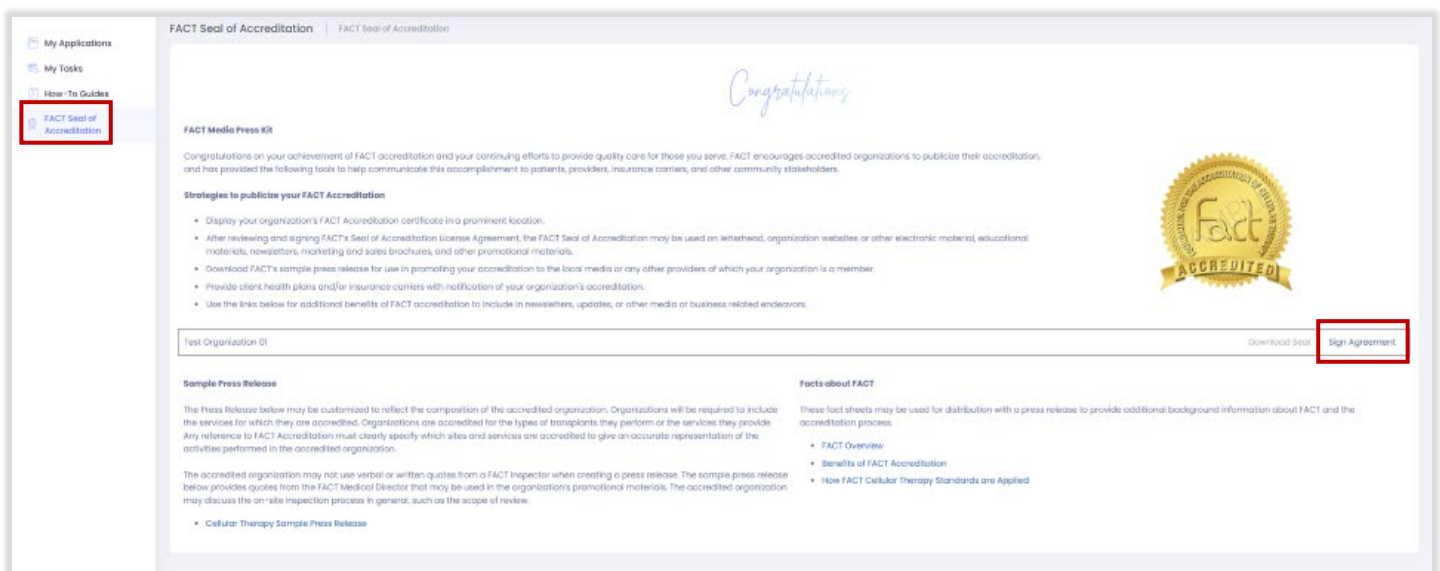 FACT Seal of Accreditation | FACT Seal of Accreditation
My Applications
My Tasks
How-To Guides
FACT Seal of
Accreditation
Congratulations
FACT Media Press Kit
Congratulations on your achievement of FACT accreditation and your continuing efforts to provide quality care for those you serve. FACT encourages accredited organizations to publicize their accreditation,
and has provided the following tools to help communicate this accomplishment to patients, providers, insurance carriers, and other community stakeholders.
Strategies to publicize your FACT Accreditation
• Display your organization's FACT Accreditation certificate in a prominent location.
• After reviewing and signing FACT's Seal of Accreditation License Agreement, the FACT Seal of Accreditation may be used on letterhead, organization websites or other electronic material, educational
materials, newsletters, marketing and sales brochures, and other promotional materials.
• Download FACT's sample press release for use in promoting your accreditation to the local media or any other providers of which your organization is a member.
• Provide client health plans and/or insurance carriers with notification of your organization's accreditation.
• Use the links below for additional benefits of FACT accreditation to include in newsletters, updates, or other media or business related endeavors.
FOUNDATION FOR THE ACCREDITATION OF CELLULAR THERAPY
Fact
ACCREDITED
Test Organization 01
Download Seal
Sign Agreement
Sample Press Release
The Press Release below may be customized to reflect the composition of the accredited organization. Organizations will be required to include
the services for which they are accredited. Organizations are accredited for the types of transplants they perform or the services they provide.
Any reference to FACT Accreditation must clearly specify which sites and services are accredited to give an accurate representation of the
activities performed in the accredited organization.
The accredited organization may not use verbal or written quotes from a FACT Inspector when creating a press release. The sample press release
below provides quotes from the FACT Medical Director that may be used in the organization's promotional materials. The accredited organization
may discuss the on-site inspection process in general, such as the scope of review.
• Cellular Therapy Sample Press Release
Facts about FACT
These fact sheets may be used for distribution with a press release to provide additional background information about FACT and the
accreditation process.
• FACT Overview
• Benefits of FACT Accreditation
• How FACT Cellular Therapy Standards are Applied